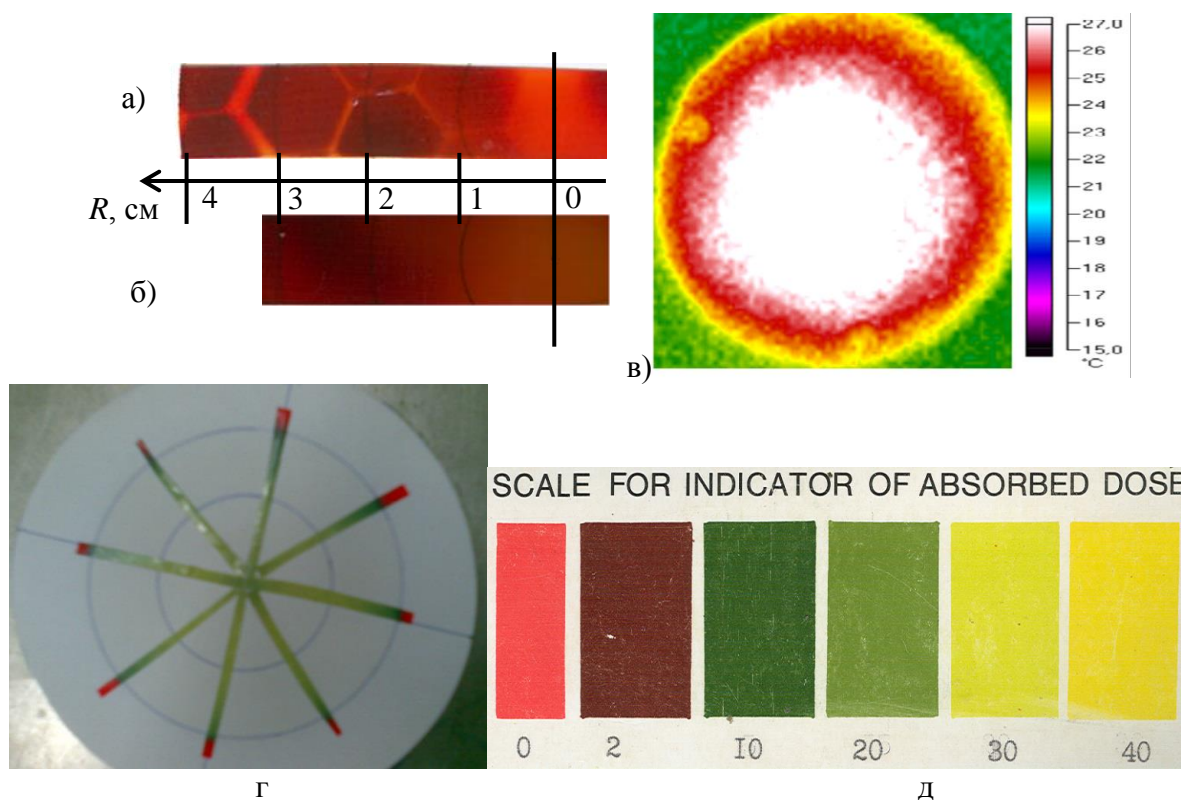 а)
4 3 2 1 0
R, см
б)
27,0
26
25
24
23
22
21
20
19
18
17
16
15,0
°C
в)
SCALE FOR INDICATOR OF ABSORBED DOSE
0 2 I0 20 30 40
г
д